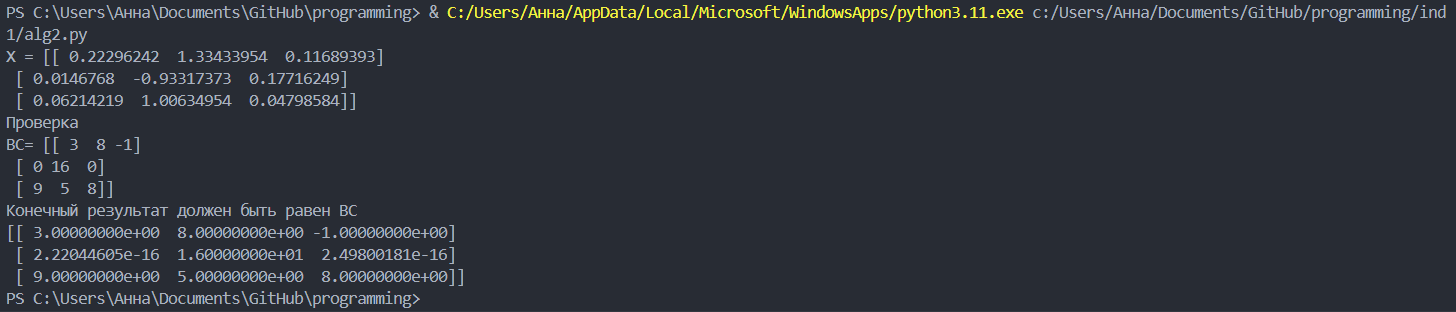 PS C:\Users\Анна\Documents\GitHub\programming> & C:/Users/Анна/AppData/Local/Microsoft/WindowsApps/python3.11.exe c:/Users/Анна/Documents/GitHub/programming/ind
1/alg2.py
X = [[ 0.22296242  1.33433954  0.11689393]
 [ 0.0146768  -0.93317373  0.17716249]
 [ 0.06214219  1.00634954  0.04798584]]
Проверка
BC= [[ 3  8 -1]
 [ 0 16  0]
 [ 9  5  8]]
Конечный результат должен быть равен BC
[[ 3.00000000e+00  8.00000000e+00 -1.00000000e+00]
 [ 2.22044605e-16  1.60000000e+01  2.49800181e-16]
 [ 9.00000000e+00  5.00000000e+00  8.00000000e+00]]
PS C:\Users\Анна\Documents\GitHub\programming>